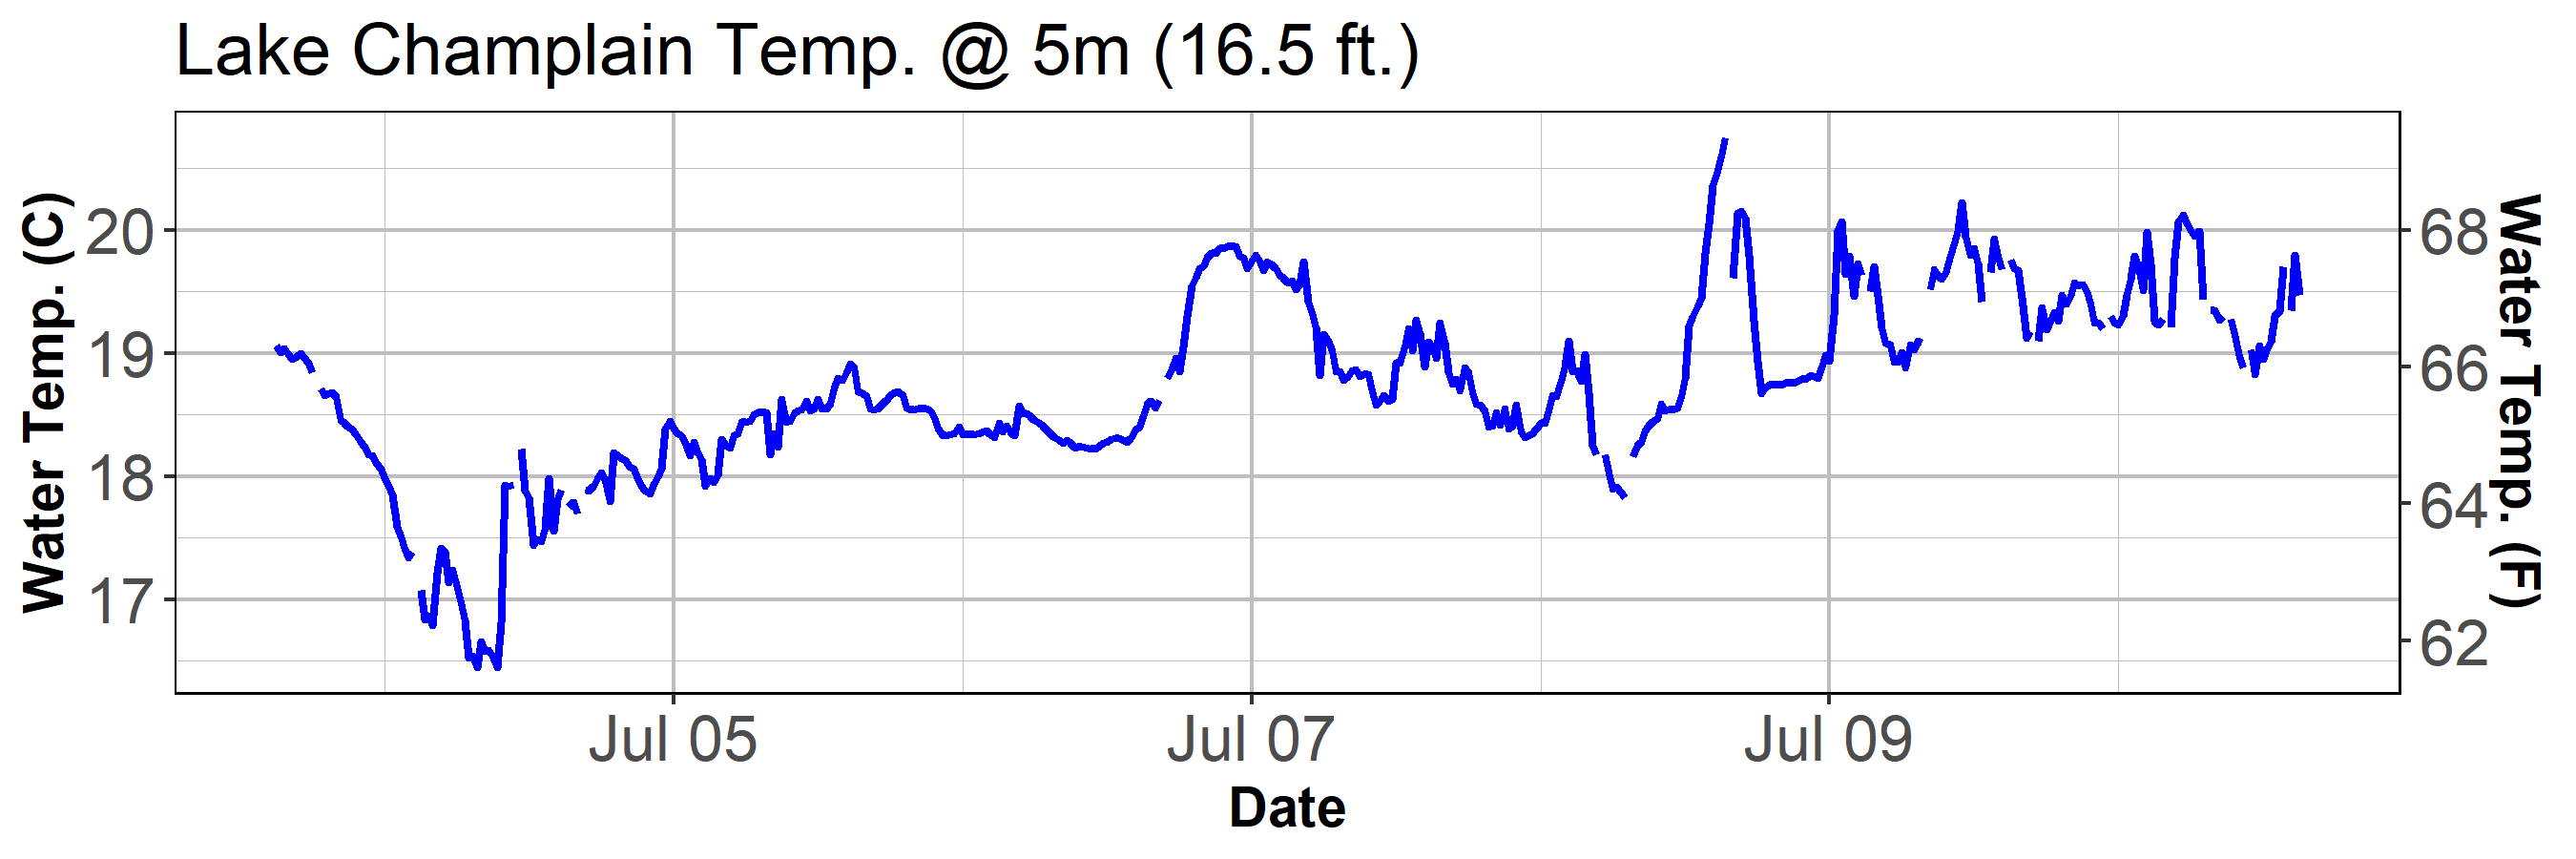 Lake Champlain Temp. @ 5m (16.5 ft.)
Water Temp. (C)
20
19
18
17
68
66
64
62
Water Temp. (F)
Jul 05
Jul 07
Jul 09
Date